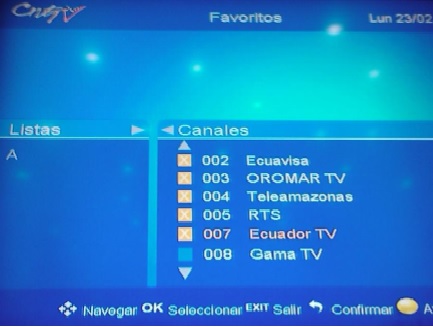 CntTV Favoritos Lun 23/02
Listas Canales
A
002 Ecuavisa
003 OROMAR TV
004 Teleamazonas
005 RTS
007 Ecuador TV
008 Gama TV
Navegar OK Seleccionar EXIT Salir Confirmar